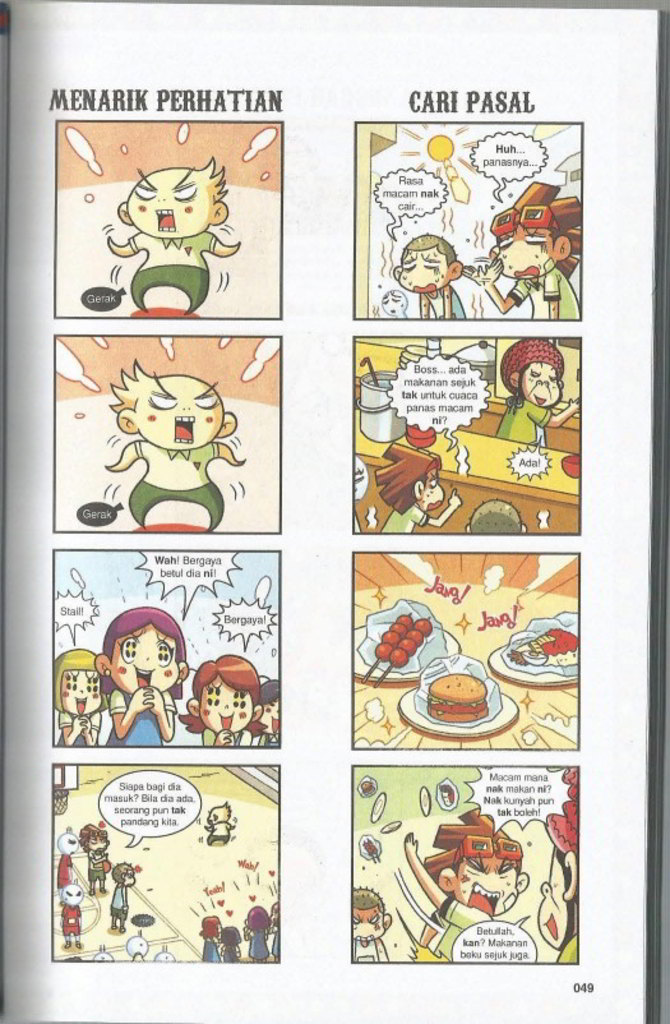 MENARIK PERHATIAN
Gerak
Gerak
Wah! Bergaya
betul dia ni!
Stail!
Bergaya!
Siapa bagi dia
masuk? Bila dia ada,
seorang pun tak
pandang kita.
Wah!
Yeah!
CARI PASAL
Huh...
panasnya...
Rasa
macam nak
cair...
Boss... ada
makanan sejuk
tak untuk cuaca
panas macam
ni?
Ada!
Jang!
Jang!
Macam mana
nak makan ni?
Nak kunyah pun
tak boleh!
Betullah,
kan? Makanan
beku sejuk juga.
049